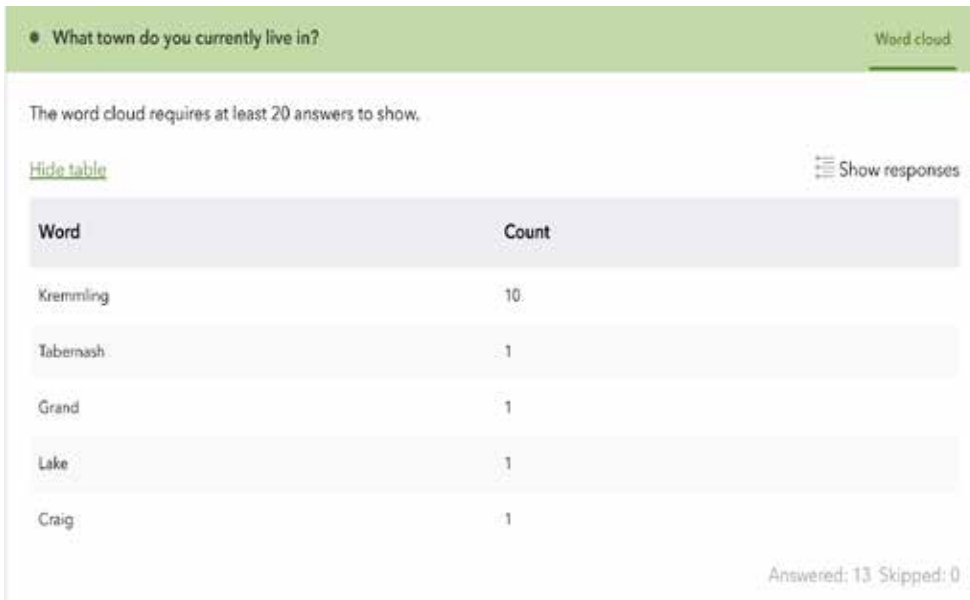 What town do you currently live in? Word cloud
The word cloud requires at least 20 answers to show.
Hide table Show responses
Word Count
Kremmling 10
Tabernash 1
Grand 1
Lake 1
Craig 1
Answered: 13 Skipped: 0